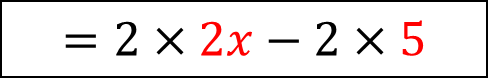 = 2 × 2x − 2 × 5